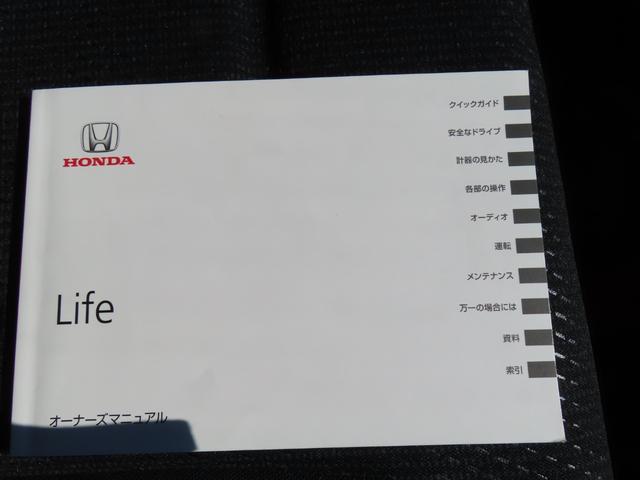 HONDA
Life
オーナーズマニュアル
クイックガイド
安全なドライブ
計器の見かた
各部の操作
オーディオ
運転
メンテナンス
万一の場合には
資料
索引